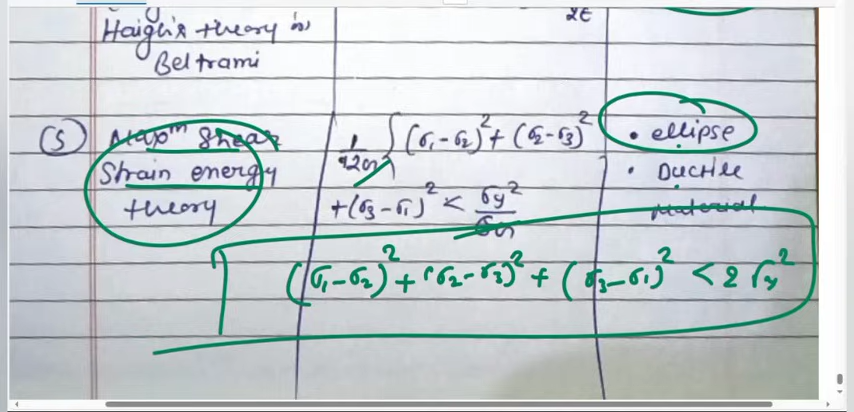 Haigh's theory or
Beltrami
2E
(5) Maxᵐ Shear
Strain energy
theory
1/12G {(σ₁-σ₂)² + (σ₂-σ₃)²
+(σ₃-σ₁)² < σy²/6G
• ellipse
• Ductile
material
(σ₁-σ₂)² + (σ₂-σ₃)² + (σ₃-σ₁)² < 2σy²